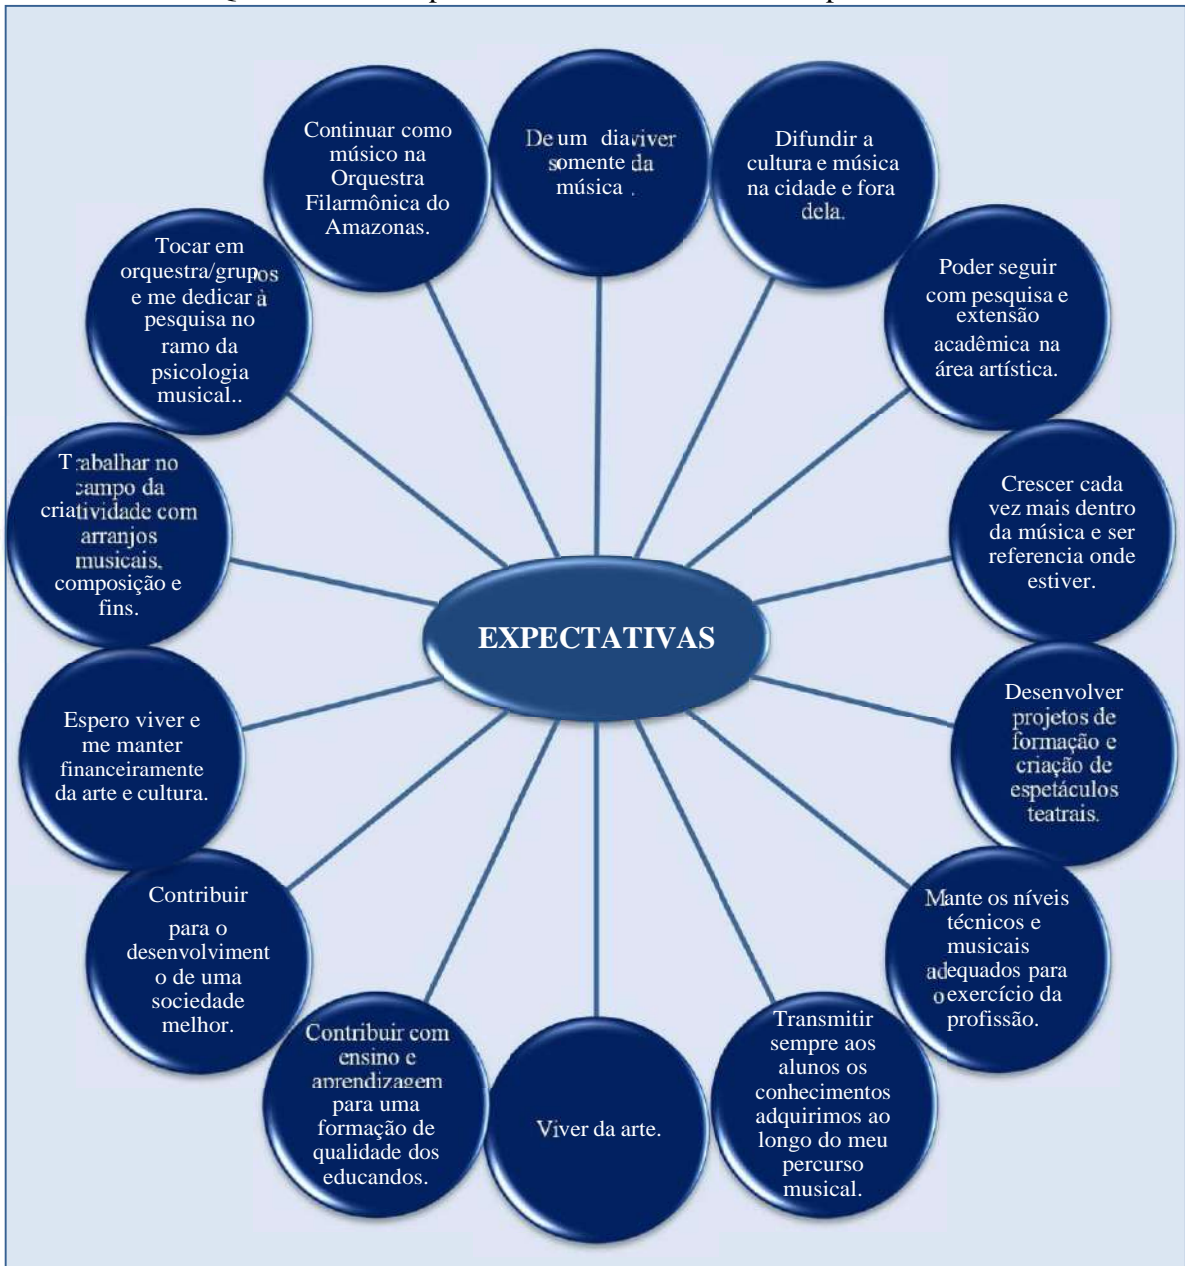 De um dia viver
somente da
música .
Difundir a
cultura e música
na cidade e fora
dela.
Poder seguir
com pesquisa e
extensão
acadêmica na
área artística.
Crescer cada
vez mais dentro
da música e ser
referencia onde
estiver.
Desenvolver
projetos de
formação e
criação de
espetáculos
teatrais.
Mante os níveis
técnicos e
musicais
adequados para
o exercício da
profissão.
Transmitir
sempre aos
alunos os
conhecimentos
adquirimos ao
longo do meu
percurso
musical.
Viver da arte.
Contribuir com
ensino e
aprendizagem
para uma
formação de
qualidade dos
educandos.
Contribuir
para o
desenvolviment
o de uma
sociedade
melhor.
Espero viver e
me manter
financeiramente
da arte e cultura.
Trabalhar no
campo da
criatividade com
arranjos
musicais,
composição e
fins.
Tocar em
orquestra/grupos
e me dedicar à
pesquisa no
ramo da
psicologia
musical..
Continuar como
músico na
Orquestra
Filarmônica do
Amazonas.
EXPECTATIVAS